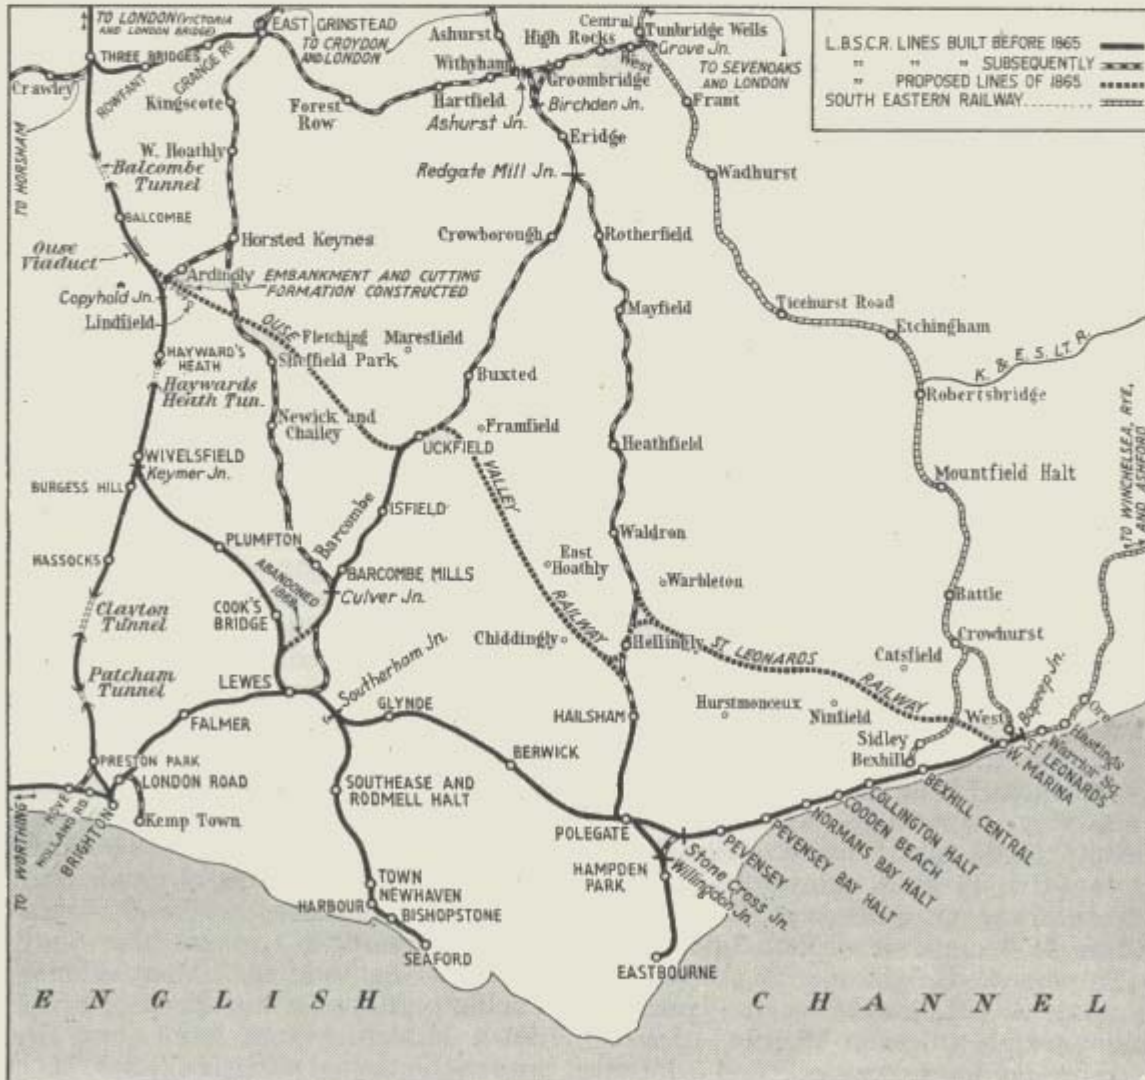 TO LONDON (VICTORIA
AND LONDON BRIDGE)
EAST GRINSTEAD
TO CROYDON
AND LONDON
THREE BRIDGES
ROWFANT
GRANGE RD
Crawley
TO HORSHAM
Kingscote
Forest
Row
Ashurst
Withyham
Hartfield
Ashurst Jn.
High Rocks
Groombridge
Birchden Jn.
Central
West
Tunbridge Wells
Grove Jn.
TO SEVENOAKS
AND LONDON
L.B.S.C.R. LINES BUILT BEFORE 1865
" " " SUBSEQUENTLY
" PROPOSED LINES OF 1865
SOUTH EASTERN RAILWAY
Frant
Eridge
Redgate Mill Jn.
Wadhurst
W. Hoathly
Balcombe
Tunnel
BALCOMBE
Ouse
Viaduct
Horsted Keynes
Ardingly
EMBANKMENT AND CUTTING
FORMATION CONSTRUCTED
Copyhold Jn.
Lindfield
Crowborough
Rotherfield
Mayfield
Ticehurst Road
Etchingham
K. & E. S. LT. R.
Robertsbridge
OUSE
Fletching
Maresfield
Sheffield Park
HAYWARD'S
HEATH
Haywards
Heath Tun.
Newick and
Chailey
Buxted
Framfield
UCKFIELD
Heathfield
VALLEY
Mountfield Halt
TO WINCHELSEA, RYE,
AND ASHFORD
WIVELSFIELD
Keymer Jn.
BURGESS HILL
ISFIELD
PLUMPTON
Barcombe
HASSOCKS
BARCOMBE MILLS
ABANDONED
1868
Culver Jn.
Waldron
East
Hoathly
Warbleton
RAILWAY
Battle
Clayton
Tunnel
COOK'S
BRIDGE
Chiddingly
Hellingly
ST LEONARDS
RAILWAY
Catsfield
Crowhurst
Patcham
Tunnel
LEWES
Southerham Jn.
GLYNDE
FALMER
HAILSHAM
Hurstmonceux
Ninfield
Sidley
Bexhill
West
Bopeep Jn.
Ore
Hastings
Warrior Sq.
ST LEONARDS
W. MARINA
PRESTON PARK
LONDON ROAD
HOVE
HOLLAND RD.
BRIGHTON
TO WORTHING
Kemp Town
BERWICK
SOUTHEASE AND
RODMELL HALT
POLEGATE
HAMPDEN
PARK
Stone Cross Jn.
Willingdon Jn.
PEVENSEY
PEVENSEY BAY HALT
NORMANS BAY HALT
COODEN BEACH
COLLINGTON HALT
BEXHILL CENTRAL
TOWN
NEWHAVEN
HARBOUR
BISHOPSTONE
SEAFORD
EASTBOURNE
ENGLISH CHANNEL